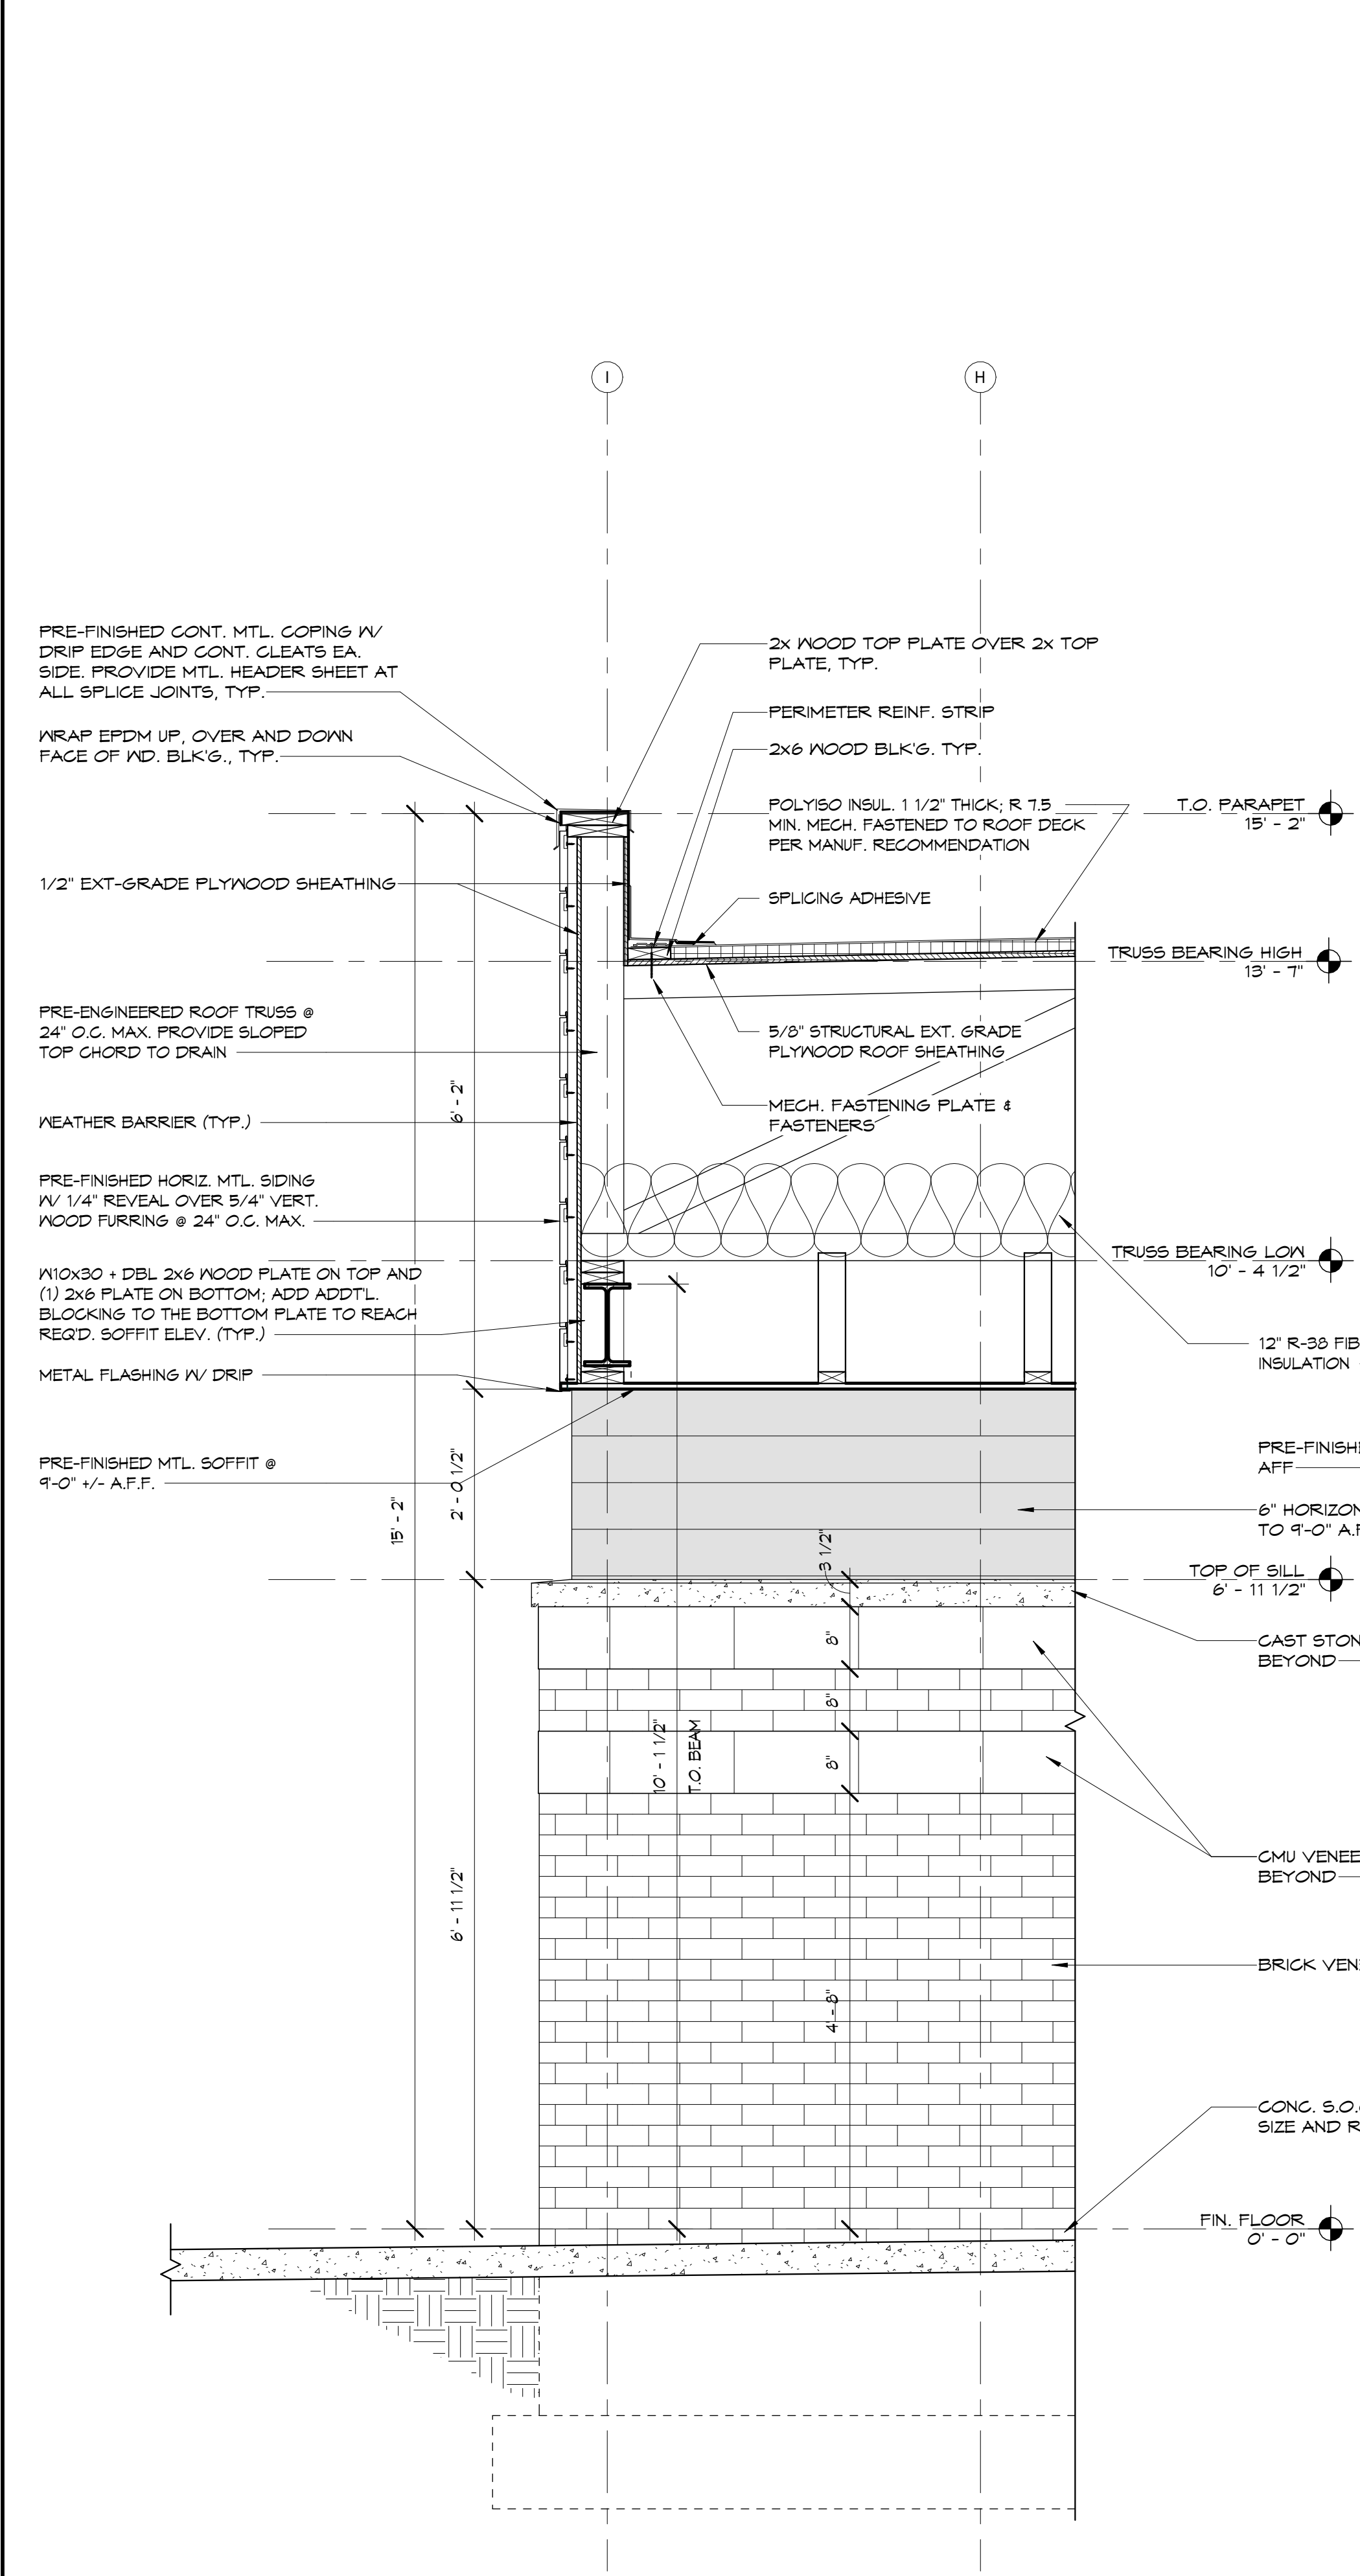 I
H
PRE-FINISHED CONT. MTL. COPING W/
DRIP EDGE AND CONT. CLEATS EA.
SIDE. PROVIDE MTL. HEADER SHEET AT
ALL SPLICE JOINTS, TYP.
WRAP EPDM UP, OVER AND DOWN
FACE OF WD. BLK'G., TYP.
1/2" EXT-GRADE PLYWOOD SHEATHING
PRE-ENGINEERED ROOF TRUSS @
24" O.C. MAX. PROVIDE SLOPED
TOP CHORD TO DRAIN
WEATHER BARRIER (TYP.)
PRE-FINISHED HORIZ. MTL. SIDING
W/ 1/4" REVEAL OVER 5/4" VERT.
WOOD FURRING @ 24" O.C. MAX.
W10x30 + DBL 2x6 WOOD PLATE ON TOP AND
(1) 2x6 PLATE ON BOTTOM; ADD ADDT'L.
BLOCKING TO THE BOTTOM PLATE TO REACH
REQ'D. SOFFIT ELEV. (TYP.)
METAL FLASHING W/ DRIP
PRE-FINISHED MTL. SOFFIT @
9'-0" +/- A.F.F.
2x WOOD TOP PLATE OVER 2x TOP
PLATE, TYP.
PERIMETER REINF. STRIP
2x6 WOOD BLK'G. TYP.
POLYISO INSUL. 1 1/2" THICK; R 7.5
MIN. MECH. FASTENED TO ROOF DECK
PER MANUF. RECOMMENDATION
SPLICING ADHESIVE
5/8" STRUCTURAL EXT. GRADE
PLYWOOD ROOF SHEATHING
MECH. FASTENING PLATE &
FASTENERS
T.O. PARAPET
15' - 2"
TRUSS BEARING HIGH
13' - 7"
TRUSS BEARING LOW
10' - 4 1/2"
12" R-38 FIB
INSULATION
PRE-FINISHE
AFF
6" HORIZON
TO 9'-0" A.F
TOP OF SILL
6' - 11 1/2"
CAST STON
BEYOND
CMU VENEE
BEYOND
BRICK VEN
CONC. S.O.
SIZE AND R
FIN. FLOOR
0' - 0"
15' - 2"
6' - 2"
2' - 0 1/2"
6' - 11 1/2"
10' - 1 1/2"
T.O. BEAM
3 1/2"
8"
8"
8"
4' - 8"